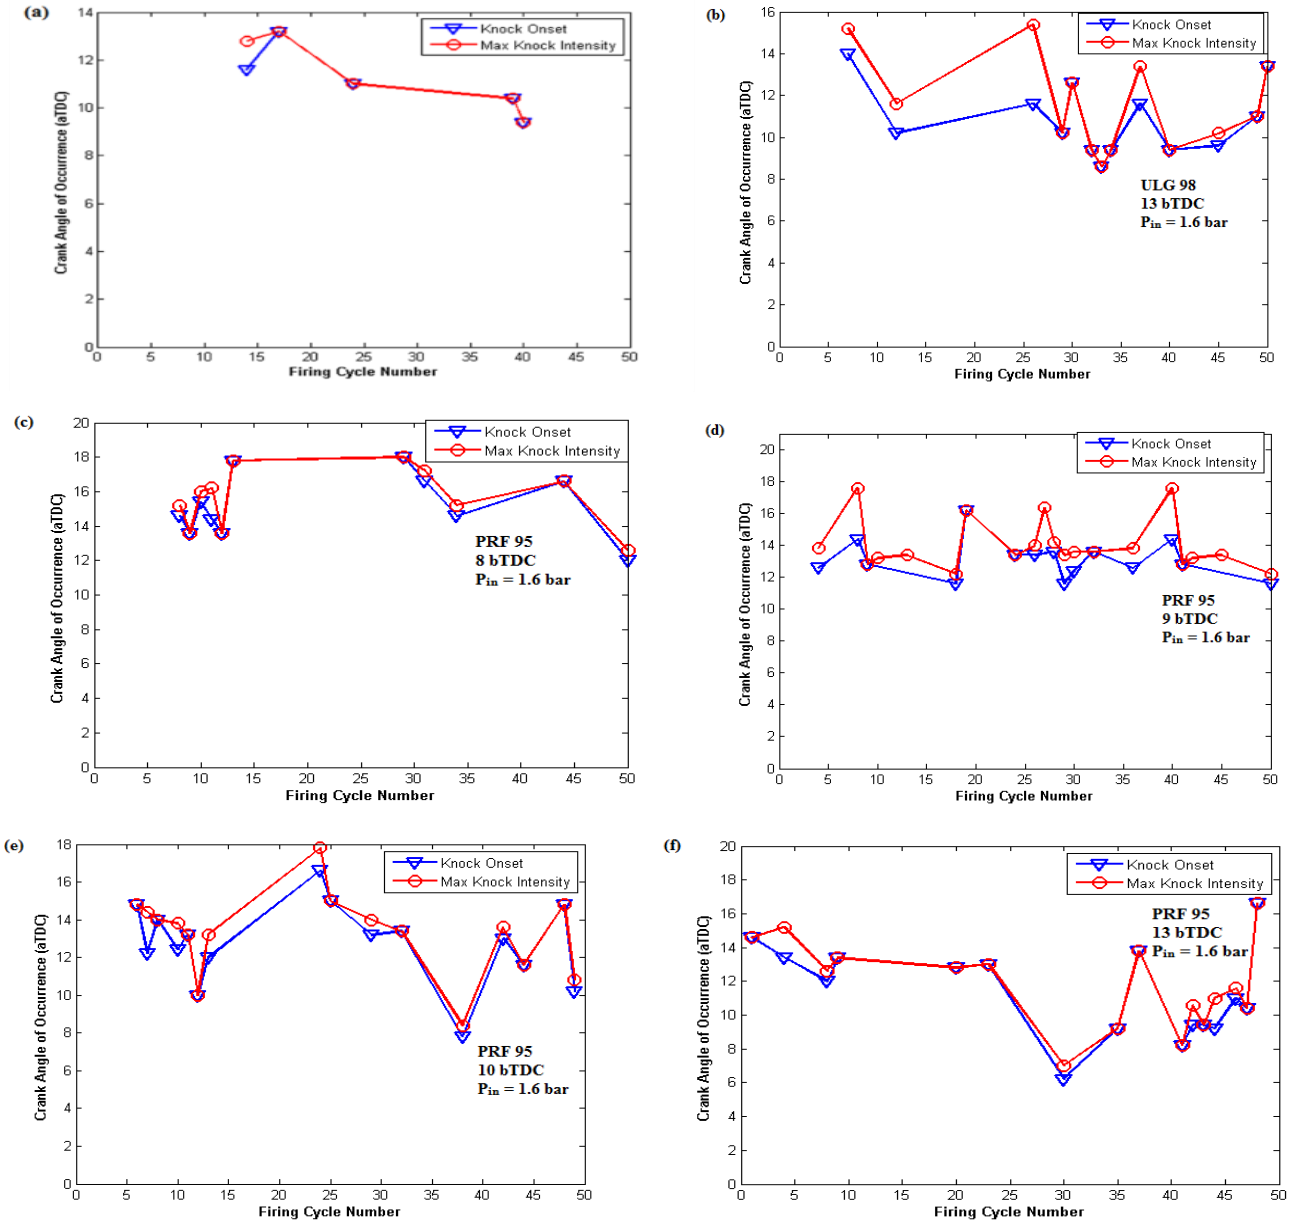 (a)
14
12
10
8
6
4
2
0
Crank Angle of Occurrence (aTDC)
Knock Onset
Max Knock Intensity
0 5 10 15 20 25 30 35 40 45 50
Firing Cycle Number
(b)
16
14
12
10
8
6
4
2
0
Crank Angle of Occurrence (aTDC)
Knock Onset
Max Knock Intensity
ULG 98
13 bTDC
Pin = 1.6 bar
0 5 10 15 20 25 30 35 40 45 50
Firing Cycle Number
(c)
20
18
16
14
12
10
8
6
4
2
0
Crank Angle of Occurrence (aTDC)
Knock Onset
Max Knock Intensity
PRF 95
8 bTDC
Pin = 1.6 bar
0 5 10 15 20 25 30 35 40 45 50
Firing Cycle Number
(d)
20
18
16
14
12
10
8
6
4
2
0
Crank Angle of Occurrence (aTDC)
Knock Onset
Max Knock Intensity
PRF 95
9 bTDC
Pin = 1.6 bar
0 5 10 15 20 25 30 35 40 45 50
Firing Cycle Number
(e)
18
16
14
12
10
8
6
4
2
0
Crank Angle of Occurrence (aTDC)
Knock Onset
Max Knock Intensity
PRF 95
10 bTDC
Pin = 1.6 bar
0 5 10 15 20 25 30 35 40 45 50
Firing Cycle Number
(f)
20
18
16
14
12
10
8
6
4
2
0
Crank Angle of Occurrence (aTDC)
Knock Onset
Max Knock Intensity
PRF 95
13 bTDC
Pin = 1.6 bar
0 5 10 15 20 25 30 35 40 45 50
Firing Cycle Number